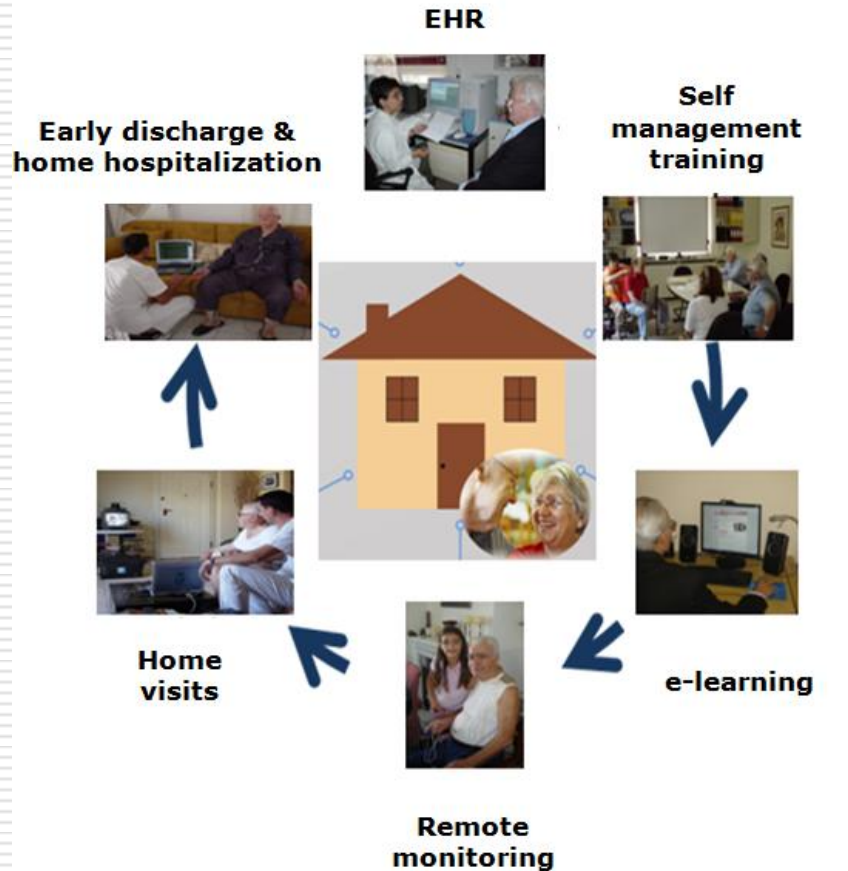 EHR
Self
management
training
Early discharge &
home hospitalization
e-learning
Home
visits
Remote
monitoring